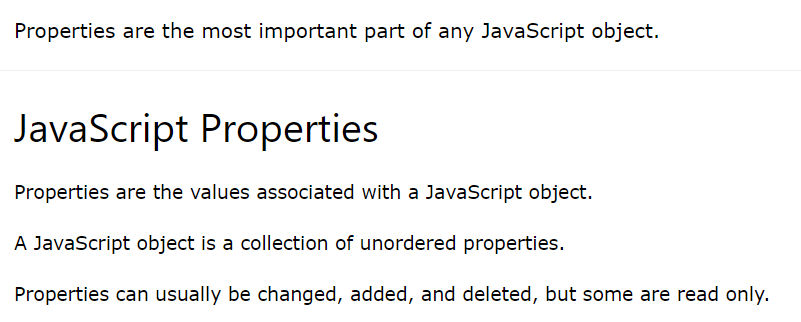 Properties are the most important part of any JavaScript object.
JavaScript Properties
Properties are the values associated with a JavaScript object.
A JavaScript object is a collection of unordered properties.
Properties can usually be changed, added, and deleted, but some are read only.